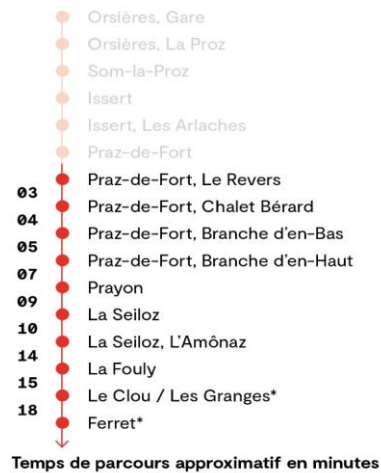 Orsières, Gare
Orsières, La Proz
Som-la-Proz
Issert
Issert, Les Arlaches
Praz-de-Fort
Praz-de-Fort, Le Revers
03
Praz-de-Fort, Chalet Bérard
04
Praz-de-Fort, Branche d'en-Bas
05
Praz-de-Fort, Branche d'en-Haut
07
Prayon
09
La Seiloz
10
La Seiloz, L'Amônaz
14
La Fouly
15
Le Clou / Les Granges*
18
Ferret*
Temps de parcours approximatif en minutes